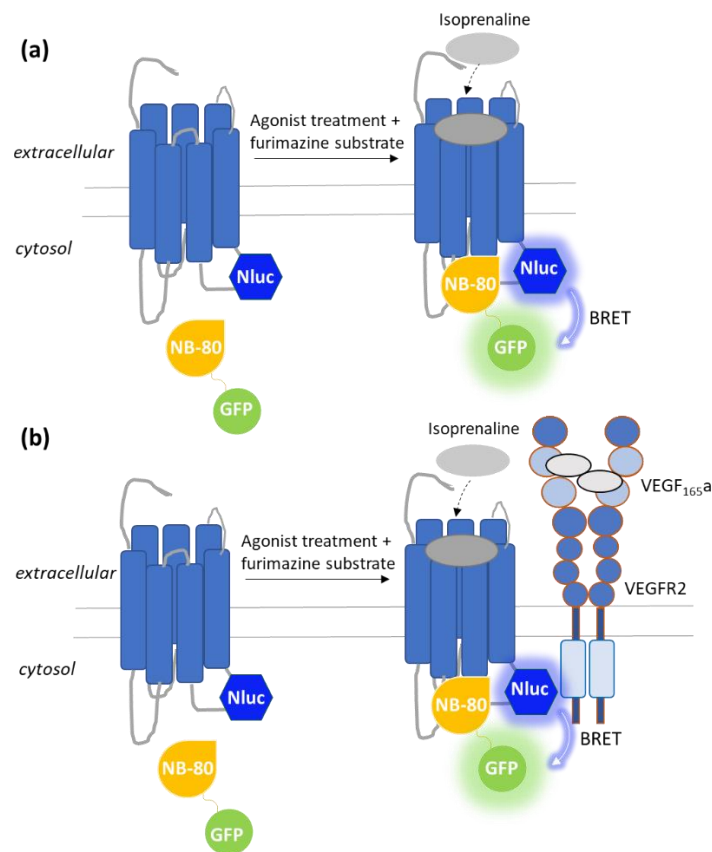 (a)
Isoprenaline
extracellular
Agonist treatment +
furimazine substrate
cytosol
Nluc
NB-80
GFP
Nluc
NB-80
BRET
GFP
(b)
Isoprenaline
VEGF₁₆₅a
extracellular
Agonist treatment +
furimazine substrate
VEGFR2
cytosol
Nluc
NB-80
GFP
Nluc
NB-80
BRET
GFP